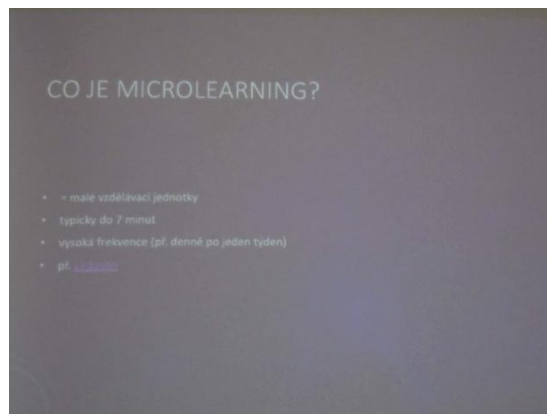 CO JE MICROLEARNING?
• = malé vzdělávací jednotky
• typicky do 7 minut
• vysoká frekvence (př. denně po jeden týden)
• př.